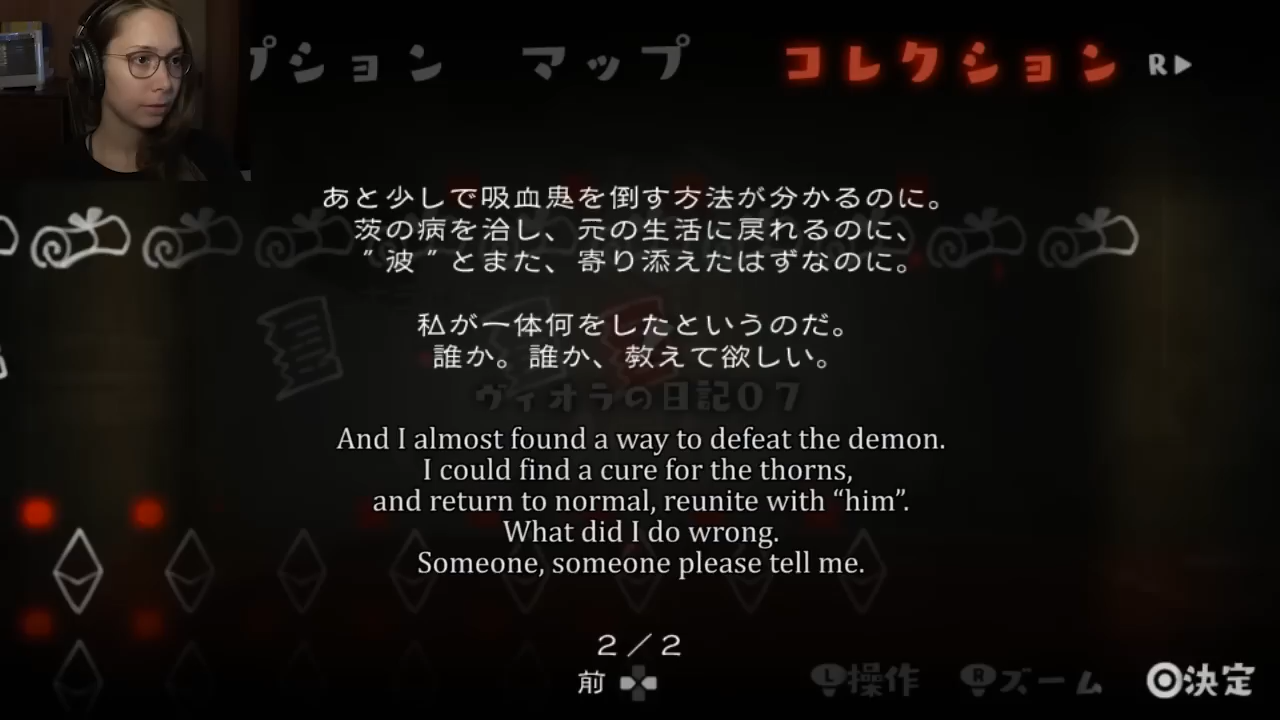 プション マップ コレクション R▶
あと少しで吸血鬼を倒す方法が分かるのに。
茨の病を治し、元の生活に戻れるのに、
”波”とまた、寄り添えたはずなのに。
私が一体何をしたというのだ。
誰か。誰か、教えて欲しい。
ヴィオラの日記07
And I almost found a way to defeat the demon.
I could find a cure for the thorns,
and return to normal, reunite with “him”.
What did I do wrong.
Someone, someone please tell me.
2/2
前
L操作 Rズーム 決定